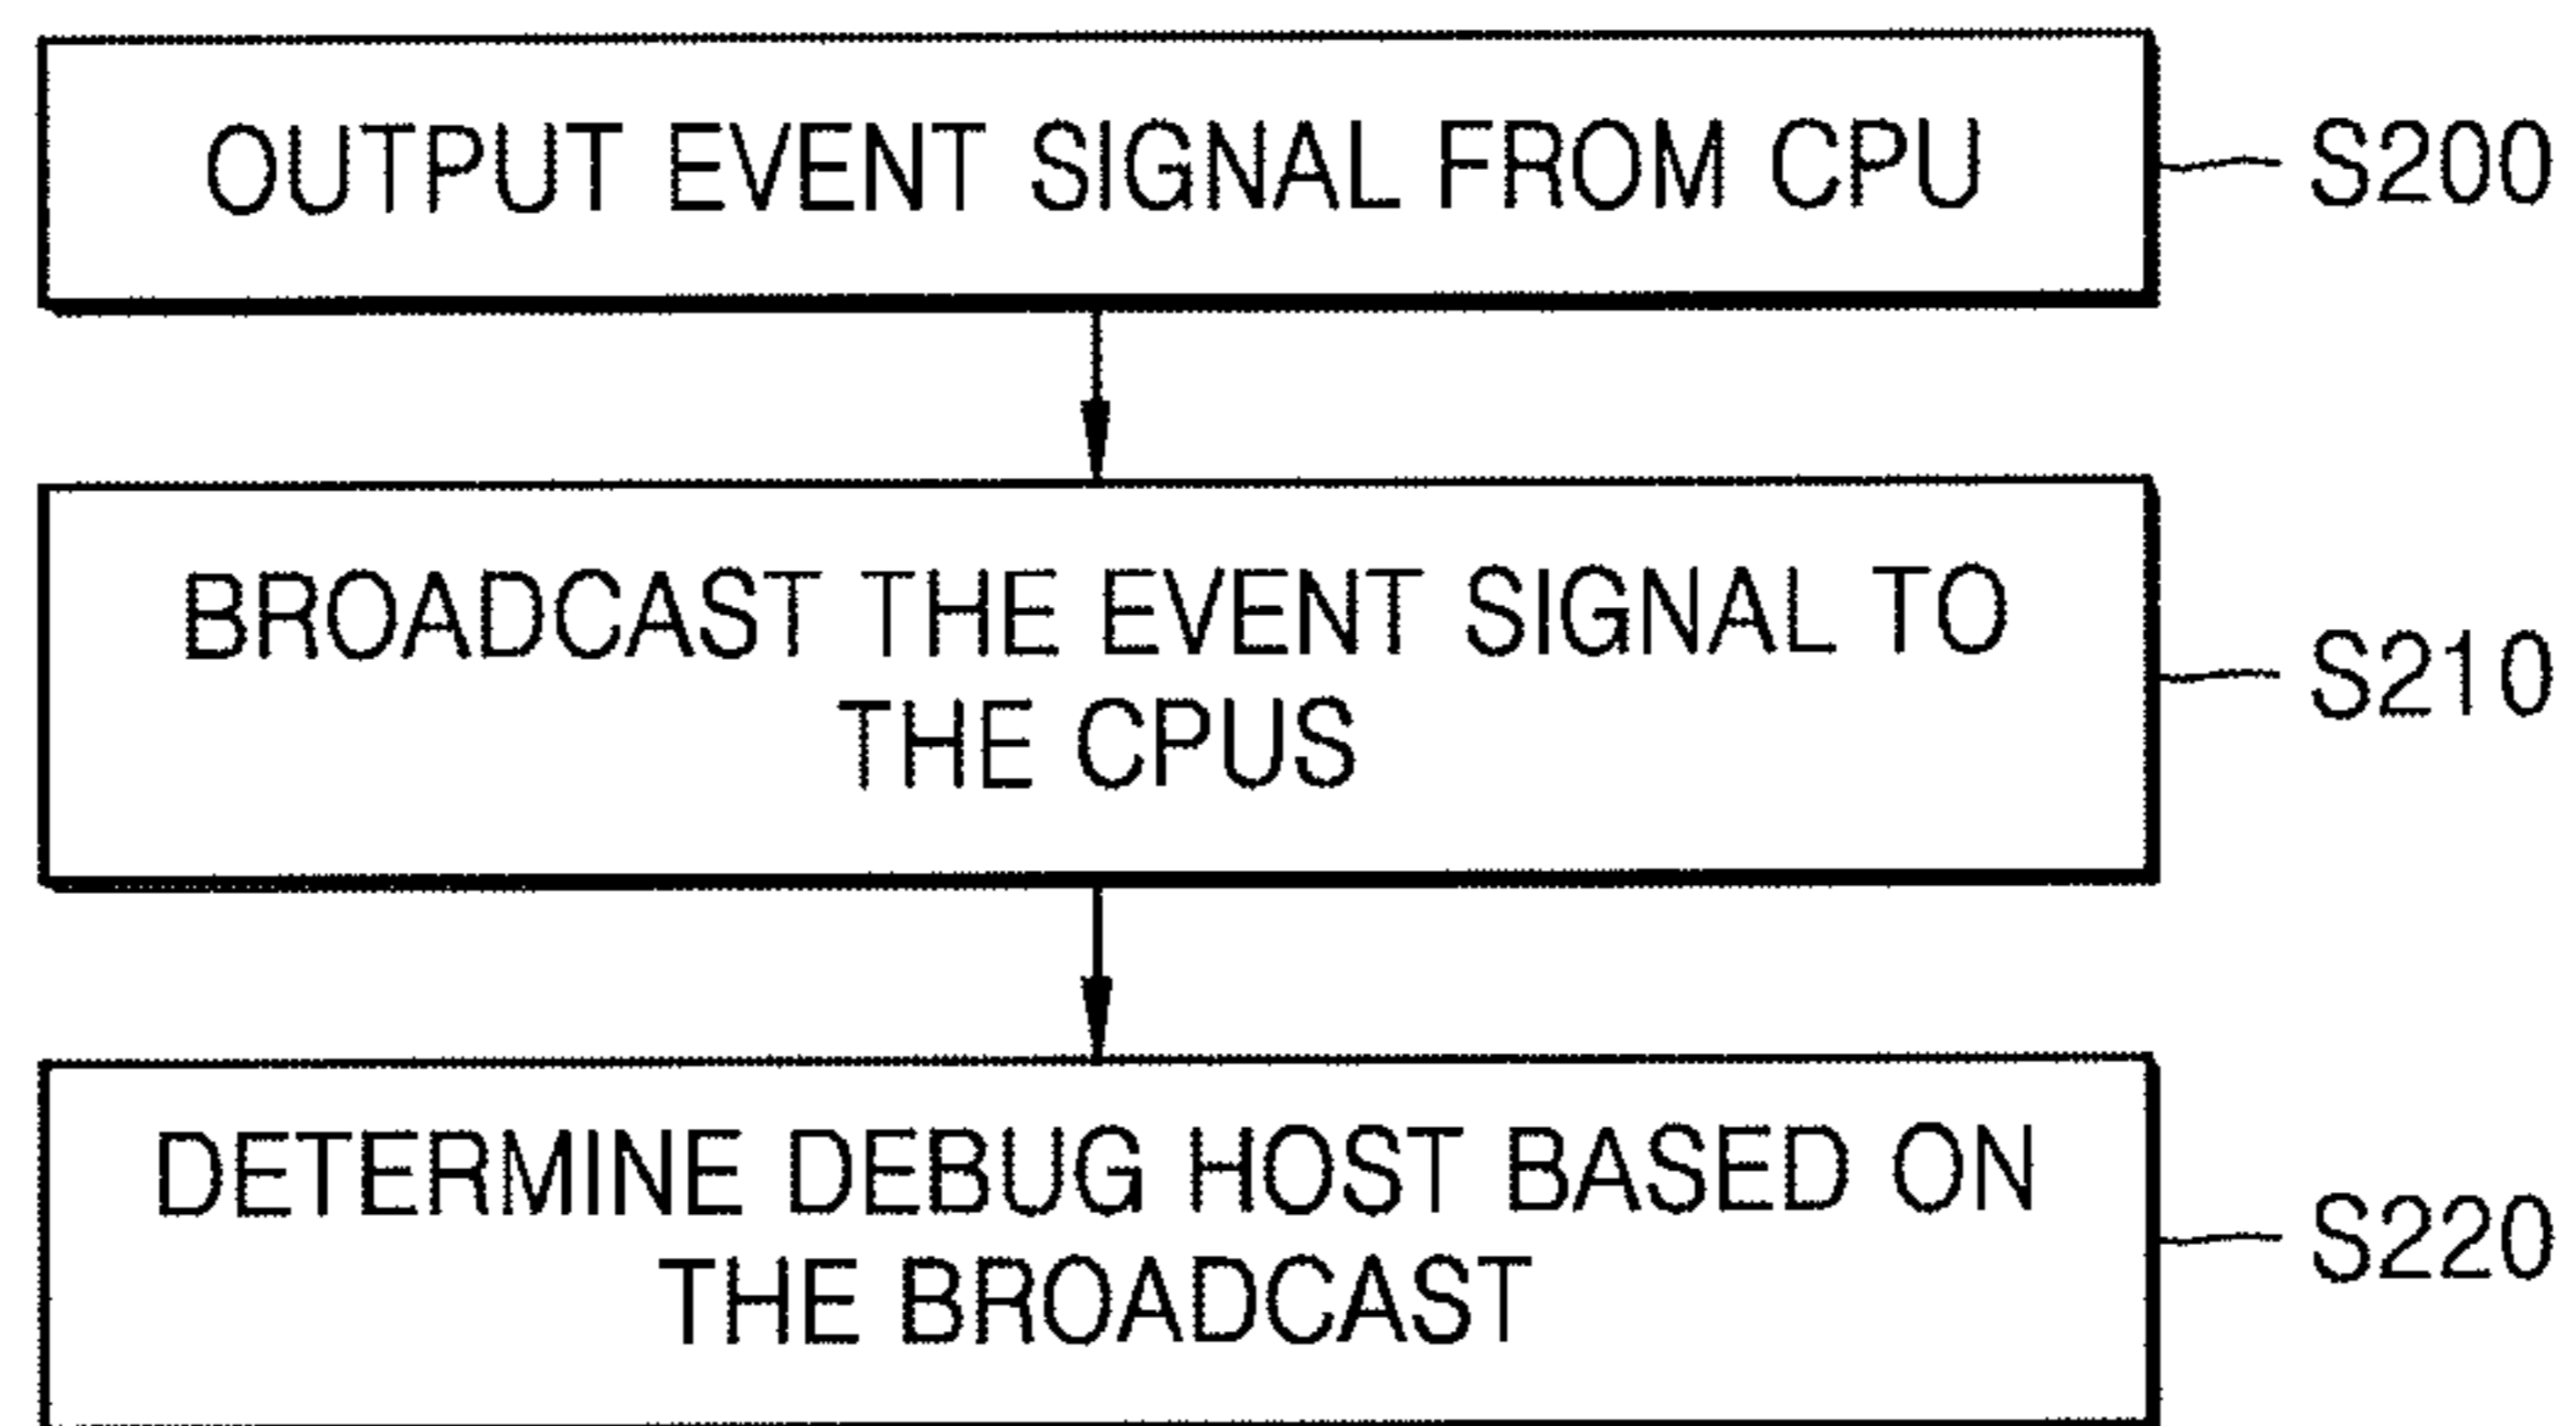 OUTPUT EVENT SIGNAL FROM CPU
S200
BROADCAST THE EVENT SIGNAL TO
THE CPUS
S210
DETERMINE DEBUG HOST BASED ON
THE BROADCAST
S220